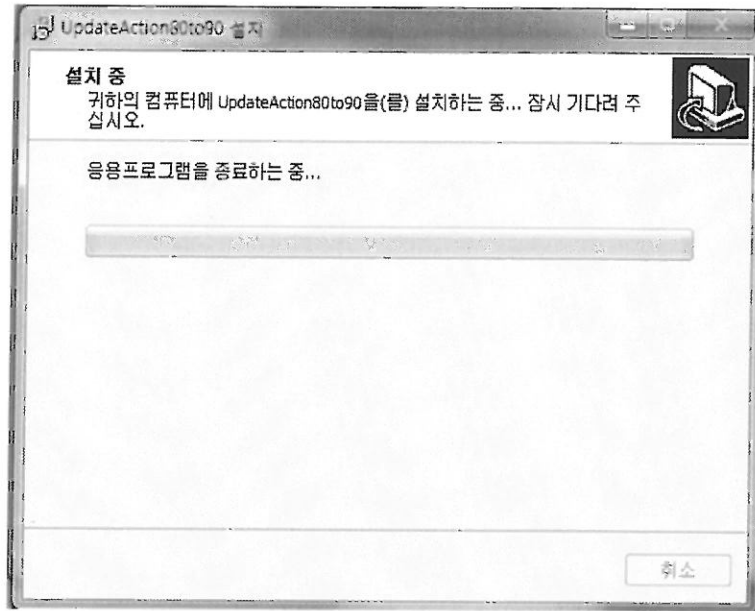 UpdateAction80to90 설치
설치 중
귀하의 컴퓨터에 UpdateAction80to90을(를) 설치하는 중... 잠시 기다려 주
십시오.
응용프로그램을 종료하는 중...
취소